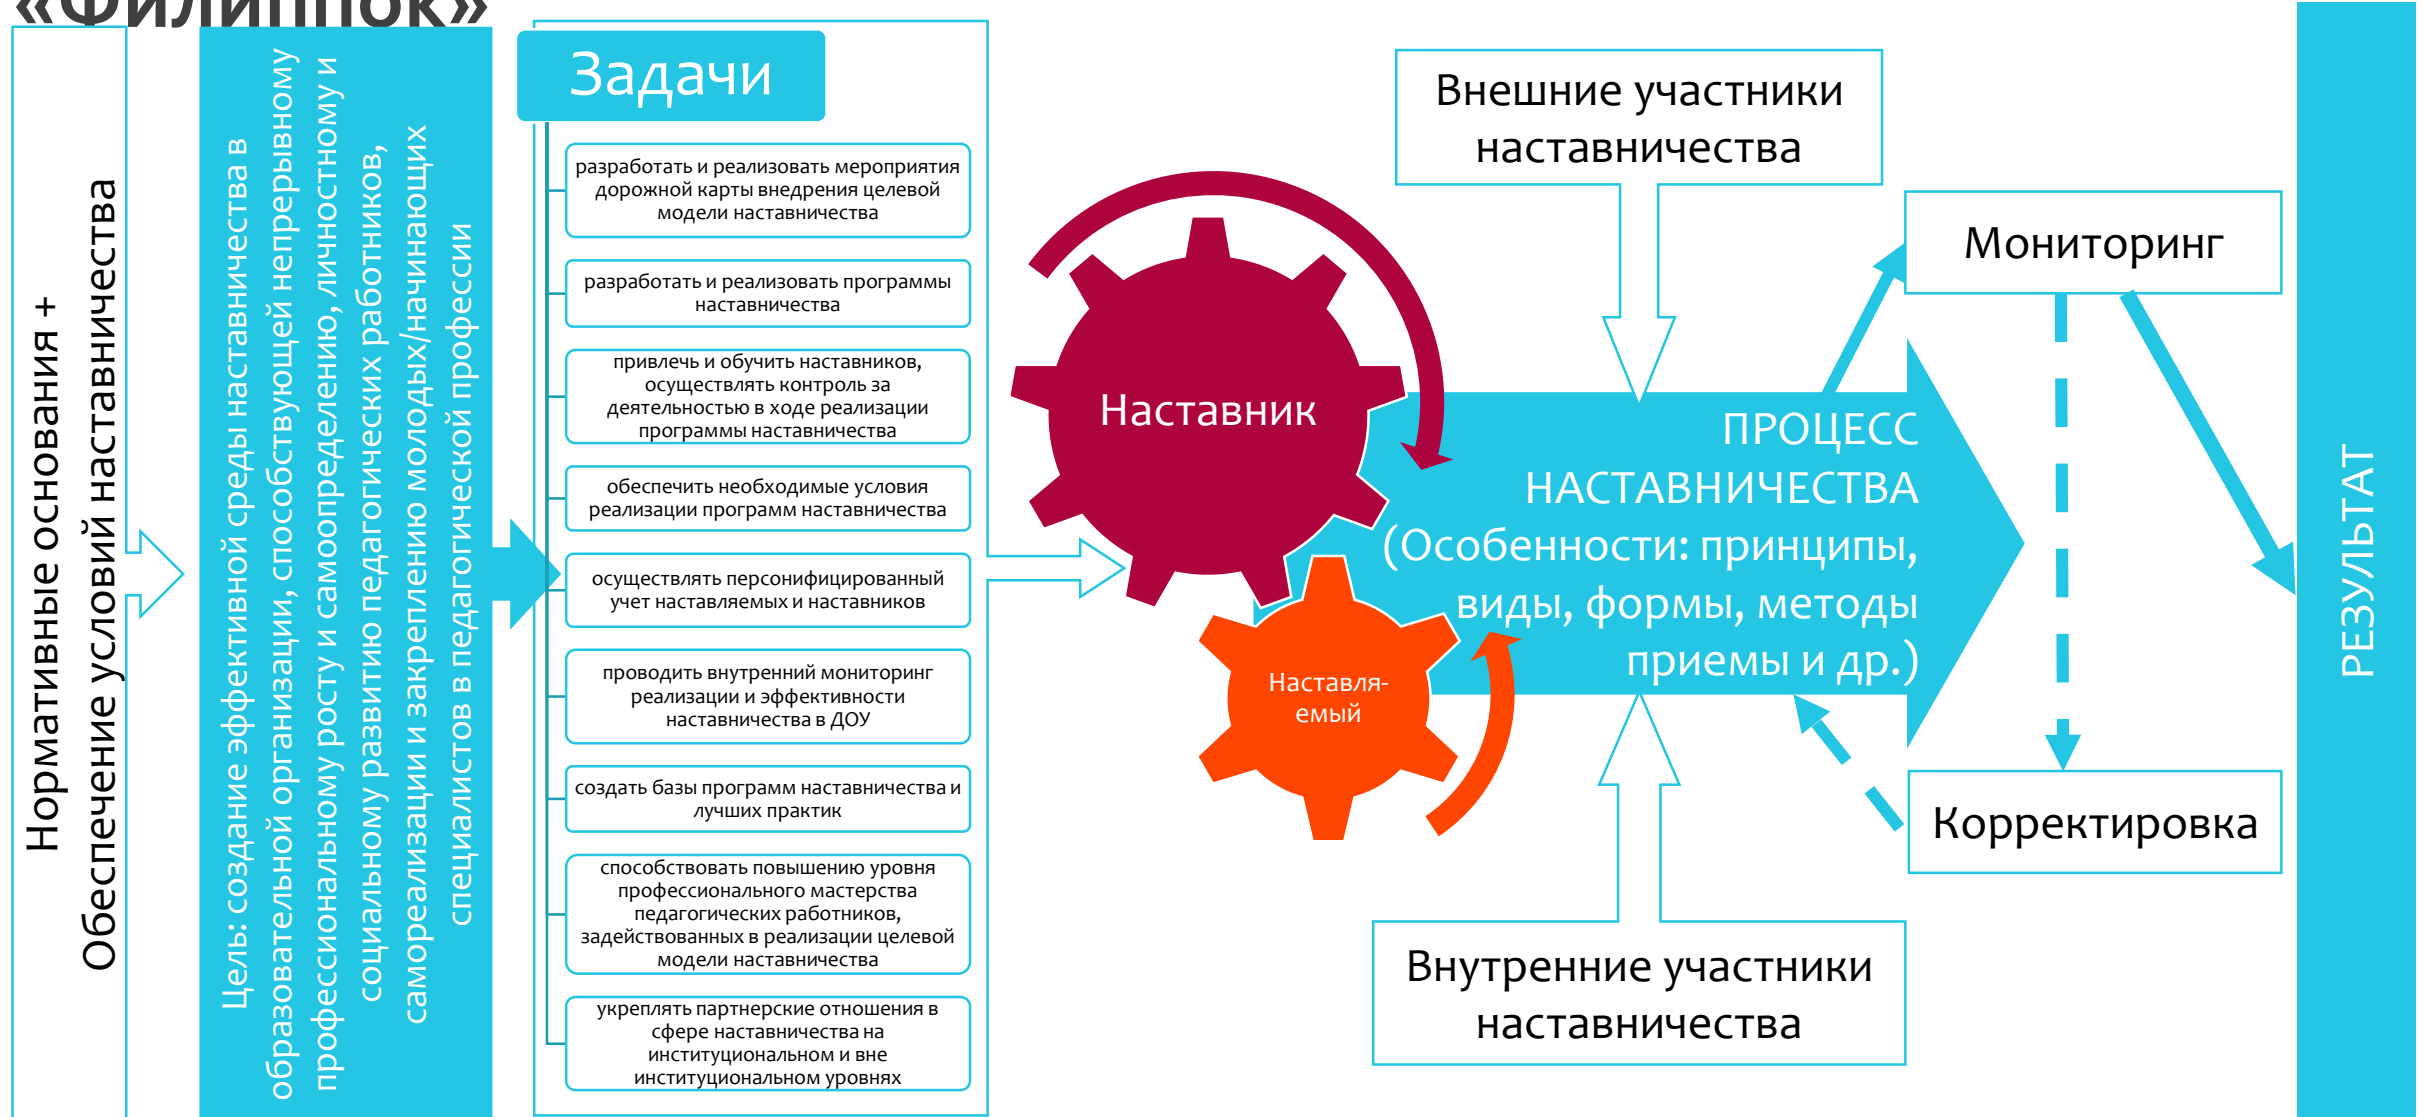 «Филиппок»
Нормативные основания +
Обеспечение условий наставничества
Цель: создание эффективной среды наставничества в
образовательной организации, способствующей непрерывному
профессиональному росту и самоопределению, личностному и
социальному развитию педагогических работников,
самореализации и закреплению молодых/начинающих
специалистов в педагогической профессии
Задачи
разработать и реализовать мероприятия
дорожной карты внедрения целевой
модели наставничества
разработать и реализовать программы
наставничества
привлечь и обучить наставников,
осуществлять контроль за
деятельностью в ходе реализации
программы наставничества
обеспечить необходимые условия
реализации программ наставничества
осуществлять персонифицированный
учет наставляемых и наставников
проводить внутренний мониторинг
реализации и эффективности
наставничества в ДОУ
создать базы программ наставничества и
лучших практик
способствовать повышению уровня
профессионального мастерства
педагогических работников,
задействованных в реализации целевой
модели наставничества
укреплять партнерские отношения в
сфере наставничества на
институциональном и вне
институциональном уровнях
Наставник
Наставля-
емый
Внешние участники
наставничества
ПРОЦЕСС
НАСТАВНИЧЕСТВА
(Особенности: принципы,
виды, формы, методы
приемы и др.)
Внутренние участники
наставничества
Мониторинг
Корректировка
РЕЗУЛЬТАТ